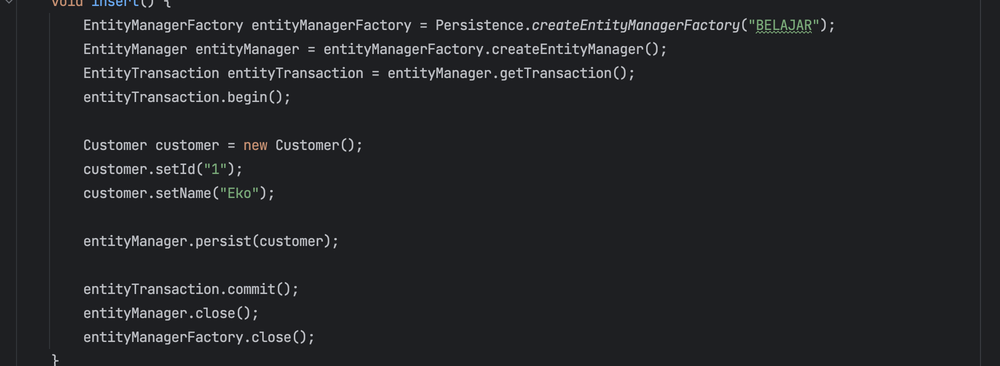 void insert() {
EntityManagerFactory entityManagerFactory = Persistence.createEntityManagerFactory("BELAJAR");
EntityManager entityManager = entityManagerFactory.createEntityManager();
EntityTransaction entityTransaction = entityManager.getTransaction();
entityTransaction.begin();
Customer customer = new Customer();
customer.setId("1");
customer.setName("Eko");
entityManager.persist(customer);
entityTransaction.commit();
entityManager.close();
entityManagerFactory.close();
}